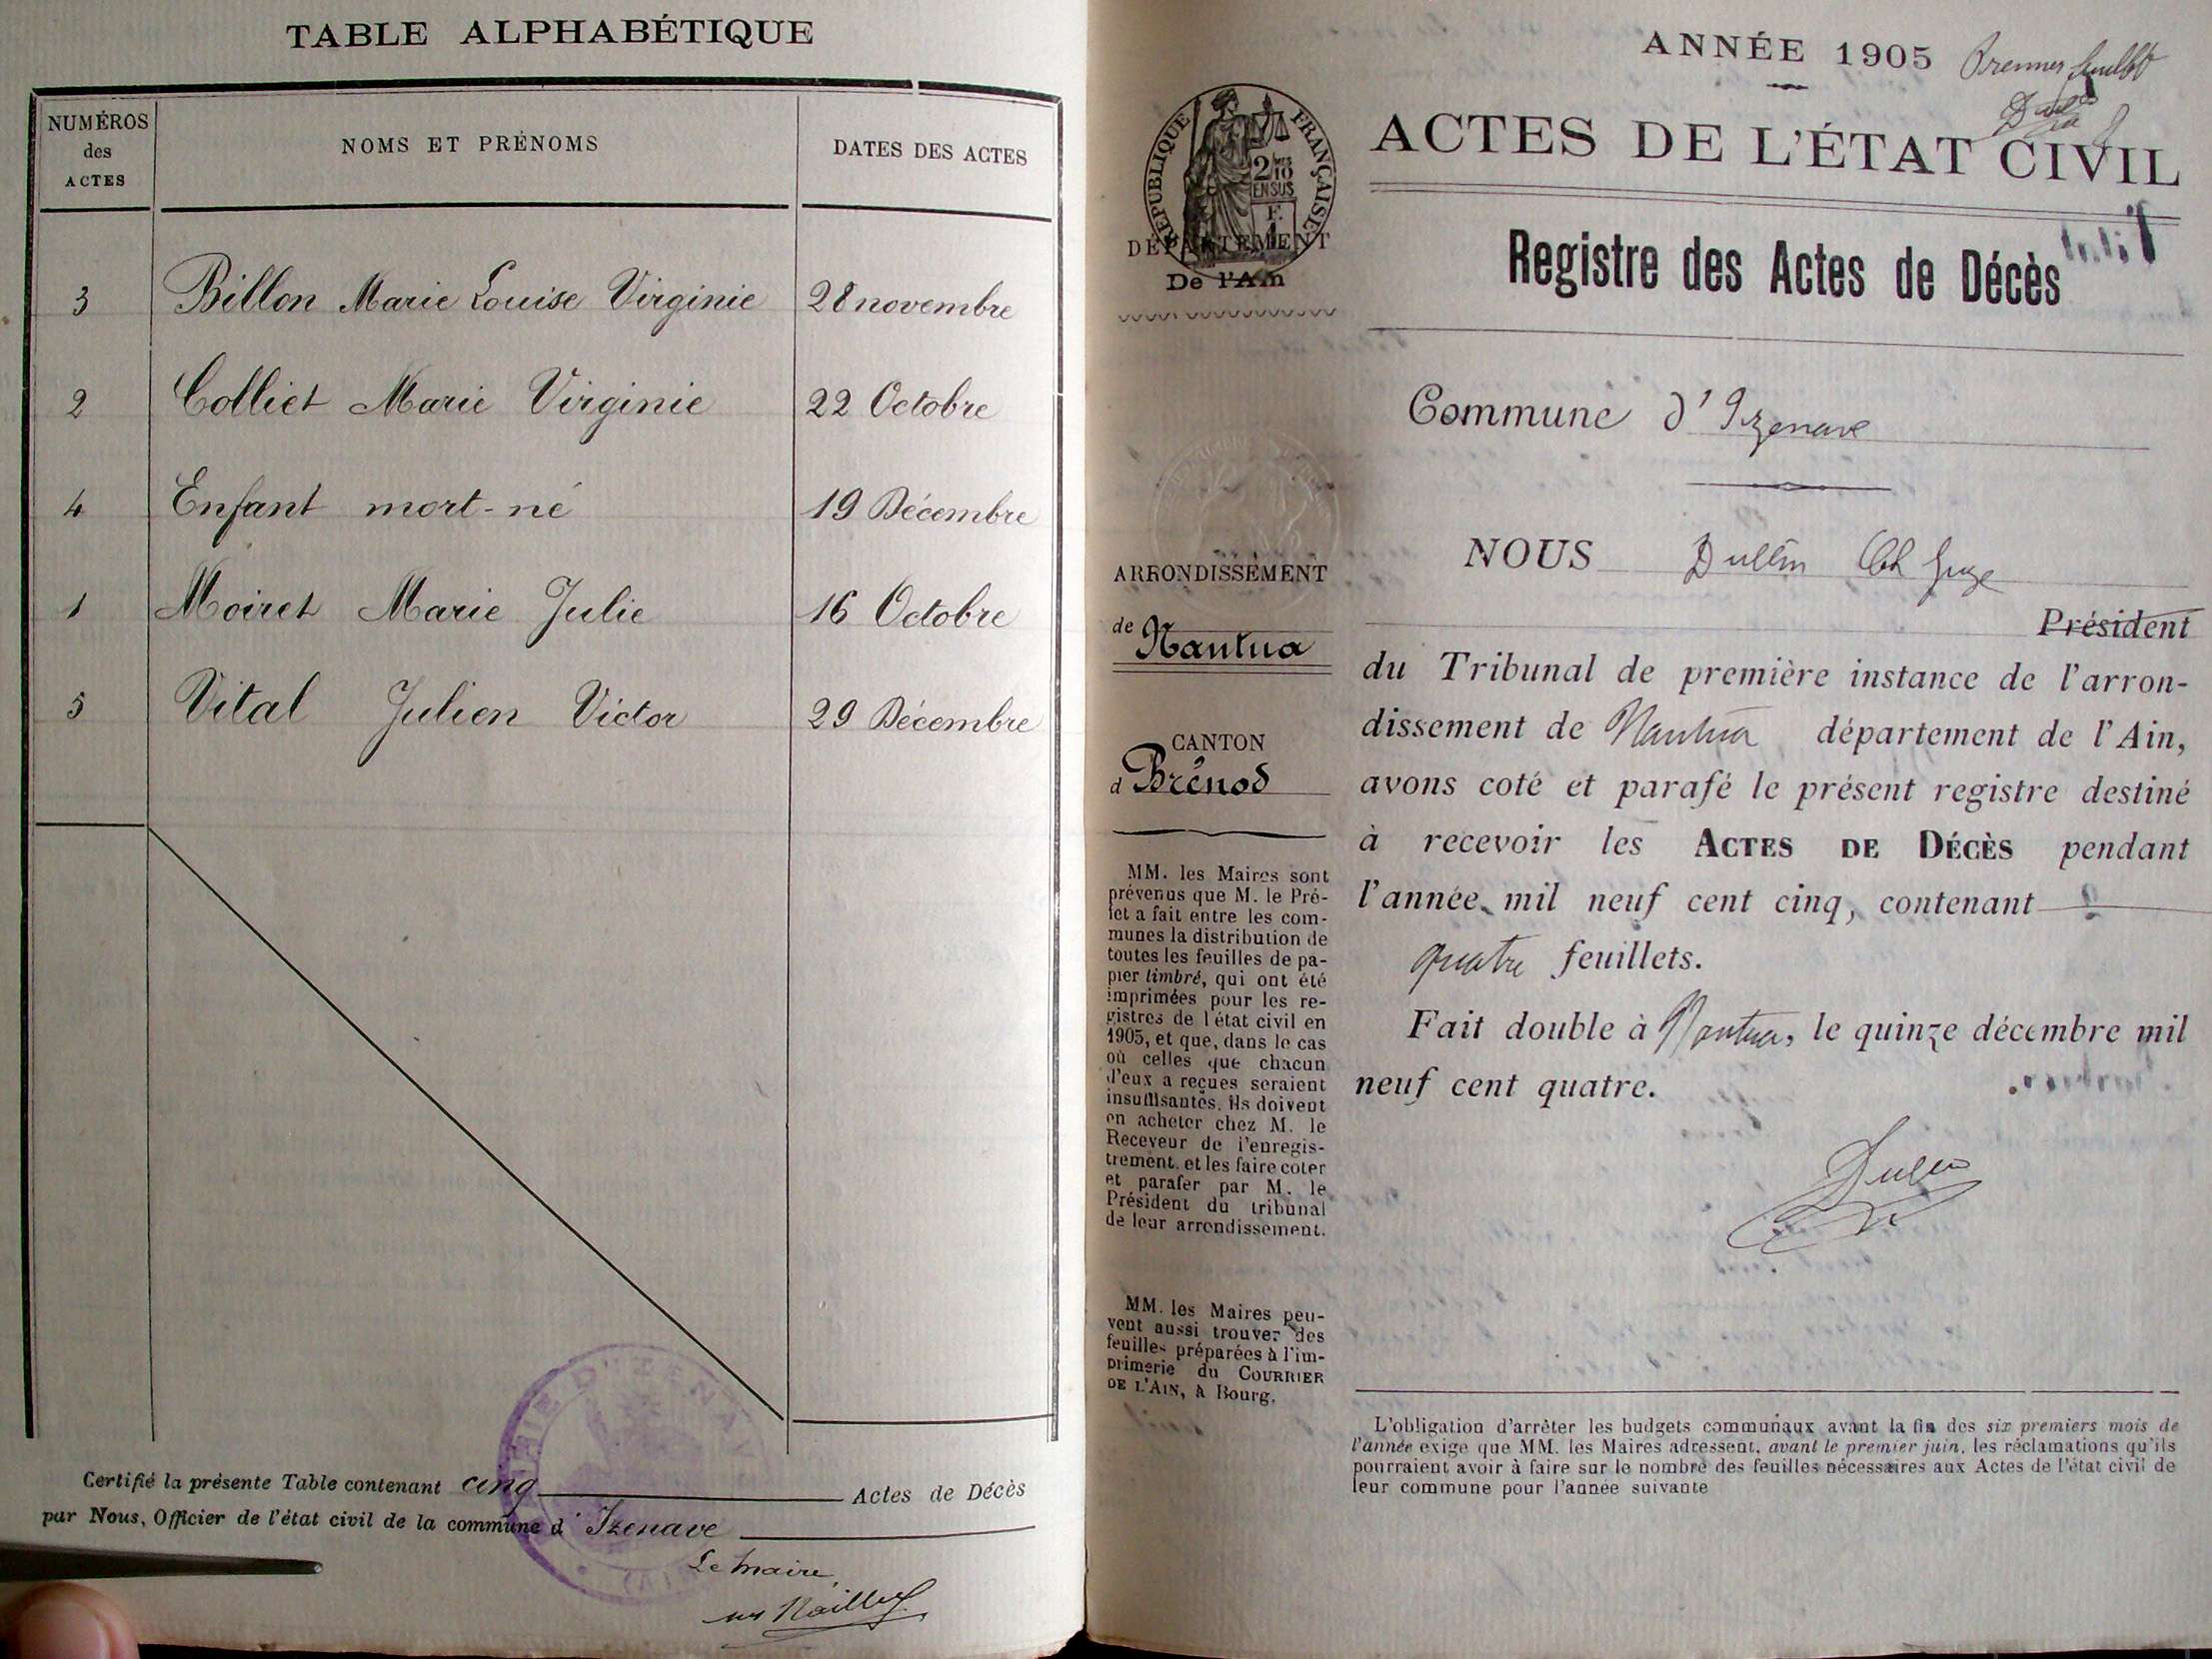 TABLE ALPHABÉTIQUE
NUMÉROS des ACTES
NOMS ET PRÉNOMS
DATES DES ACTES
3 Billon Marie Louise Virginie 28 novembre
2 Colliet Marie Virginie 22 Octobre
4 Enfant mort-né 19 Décembre
1 Moiret Marie Julie 16 Octobre
5 Vital Julien Victor 29 Décembre
Certifié la présente Table contenant cinq Actes de Décès
par Nous, Officier de l'état civil de la commune d'Izenave
Le maire,
ANNÉE 1905
Premier feuillet
ACTES DE L'ÉTAT CIVIL
RÉPUBLIQUE FRANÇAISE
DÉPARTEMENT
De l'Ain
Registre des Actes de Décès
Commune d'Izenave
ARRONDISSEMENT
de Nantua
CANTON
d Brénod
MM. les Maires sont
prévenus que M. le Pré-
fet a fait entre les com-
munes la distribution de
toutes les feuilles de pa-
pier timbré, qui ont été
imprimées pour les re-
gistres de l'état civil en
1905, et que, dans le cas
où celles que chacun
d'eux a reçues seraient
insuffisantes, ils doivent
en acheter chez M. le
Receveur de l'enregis-
trement, et les faire coter
et parafer par M. le
Président du tribunal
de leur arrondissement.
MM. les Maires peu-
vent aussi trouver des
feuilles préparées à l'im-
primerie du COURRIER
DE L'AIN, à Bourg.
NOUS Dullin
Président
du Tribunal de première instance de l'arron-
dissement de Nantua département de l'Ain,
avons coté et parafé le présent registre destiné
à recevoir les ACTES DE DÉCÈS pendant
l'année mil neuf cent cinq, contenant
quatre feuillets.
Fait double à Nantua, le quinze décembre mil
neuf cent quatre.
Dullin
L'obligation d'arrêter les budgets communaux avant la fin des six premiers mois de
l'année exige que MM. les Maires adressent, avant le premier juin, les réclamations qu'ils
pourraient avoir à faire sur le nombre des feuilles nécessaires aux Actes de l'état civil de
leur commune pour l'année suivante